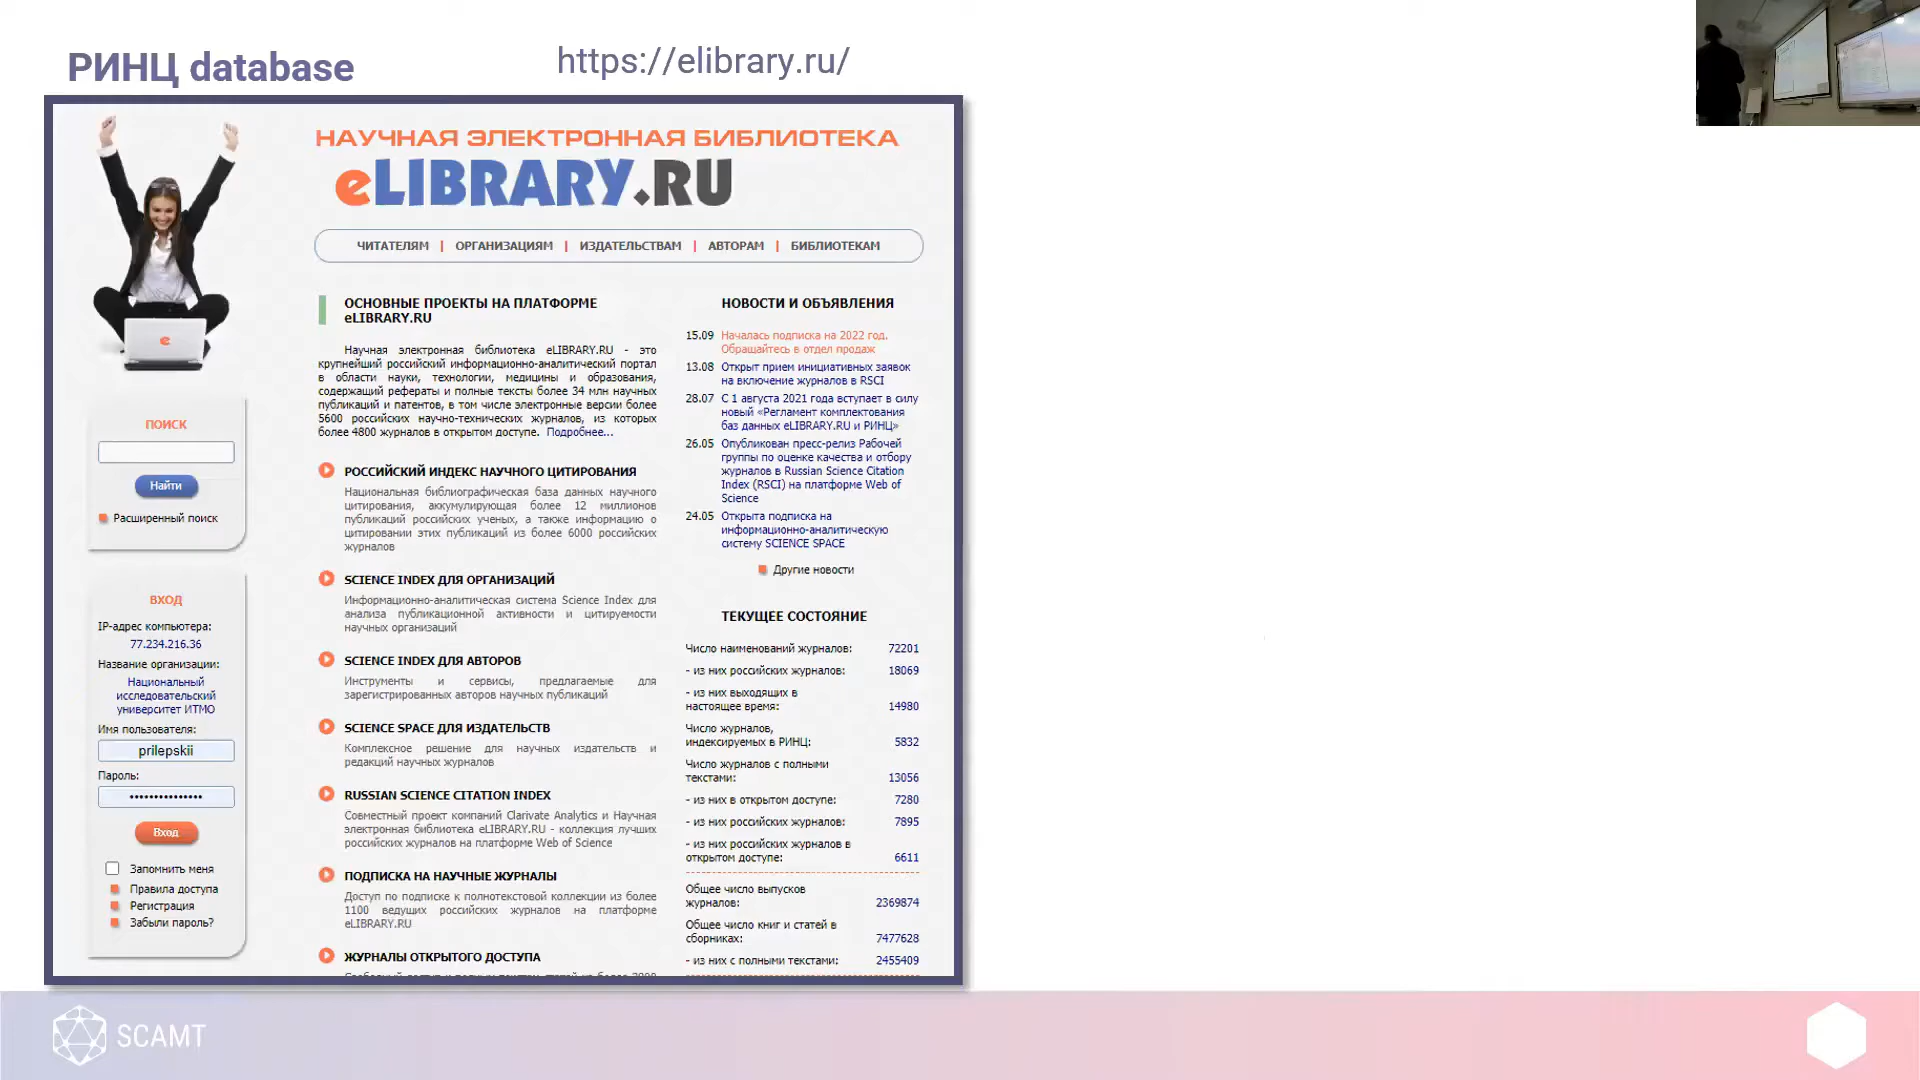 РИНЦ database
https://elibrary.ru/
НАУЧНАЯ ЭЛЕКТРОННАЯ БИБЛИОТЕКА
eLIBRARY.RU
ЧИТАТЕЛЯМ | ОРГАНИЗАЦИЯМ | ИЗДАТЕЛЬСТВАМ | АВТОРАМ | БИБЛИОТЕКАМ
ПОИСК
Найти
Расширенный поиск
ВХОД
IP-адрес компьютера:
77.234.216.36
Название организации:
Национальный
исследовательский
университет ИТМО
Имя пользователя:
prilepskii
Пароль:
•••••••••••••••
Вход
Запомнить меня
Правила доступа
Регистрация
Забыли пароль?
ОСНОВНЫЕ ПРОЕКТЫ НА ПЛАТФОРМЕ
eLIBRARY.RU
Научная электронная библиотека eLIBRARY.RU - это
крупнейший российский информационно-аналитический портал
в области науки, технологии, медицины и образования,
содержащий рефераты и полные тексты более 34 млн научных
публикаций и патентов, в том числе электронные версии более
5600 российских научно-технических журналов, из которых
более 4800 журналов в открытом доступе. Подробнее...
РОССИЙСКИЙ ИНДЕКС НАУЧНОГО ЦИТИРОВАНИЯ
Национальная библиографическая база данных научного
цитирования, аккумулирующая более 12 миллионов
публикаций российских ученых, а также информацию о
цитировании этих публикаций из более 6000 российских
журналов
SCIENCE INDEX ДЛЯ ОРГАНИЗАЦИЙ
Информационно-аналитическая система Science Index для
анализа публикационной активности и цитируемости
научных организаций
SCIENCE INDEX ДЛЯ АВТОРОВ
Инструменты и сервисы, предлагаемые для
зарегистрированных авторов научных публикаций
SCIENCE SPACE ДЛЯ ИЗДАТЕЛЬСТВ
Комплексное решение для научных издательств и
редакций научных журналов
RUSSIAN SCIENCE CITATION INDEX
Совместный проект компаний Clarivate Analytics и Научная
электронная библиотека eLIBRARY.RU - коллекция лучших
российских журналов на платформе Web of Science
ПОДПИСКА НА НАУЧНЫЕ ЖУРНАЛЫ
Доступ по подписке к полнотекстовой коллекции из более
1100 ведущих российских журналов на платформе
eLIBRARY.RU
ЖУРНАЛЫ ОТКРЫТОГО ДОСТУПА
НОВОСТИ И ОБЪЯВЛЕНИЯ
15.09 Началась подписка на 2022 год.
Обращайтесь в отдел продаж
13.08 Открыт прием инициативных заявок
на включение журналов в RSCI
28.07 С 1 августа 2021 года вступает в силу
новый «Регламент комплектования
баз данных eLIBRARY.RU и РИНЦ»
26.05 Опубликован пресс-релиз Рабочей
группы по оценке качества и отбору
журналов в Russian Science Citation
Index (RSCI) на платформе Web of
Science
24.05 Открыта подписка на
информационно-аналитическую
систему SCIENCE SPACE
Другие новости
ТЕКУЩЕЕ СОСТОЯНИЕ
Число наименований журналов: 72201
- из них российских журналов: 18069
- из них выходящих в
настоящее время: 14980
Число журналов,
индексируемых в РИНЦ: 5832
Число журналов с полными
текстами: 13056
- из них в открытом доступе: 7280
- из них российских журналов: 7895
- из них российских журналов в
открытом доступе: 6611
Общее число выпусков
журналов: 2369874
Общее число книг и статей в
сборниках: 7477628
- из них с полными текстами: 2455409
SCAMT